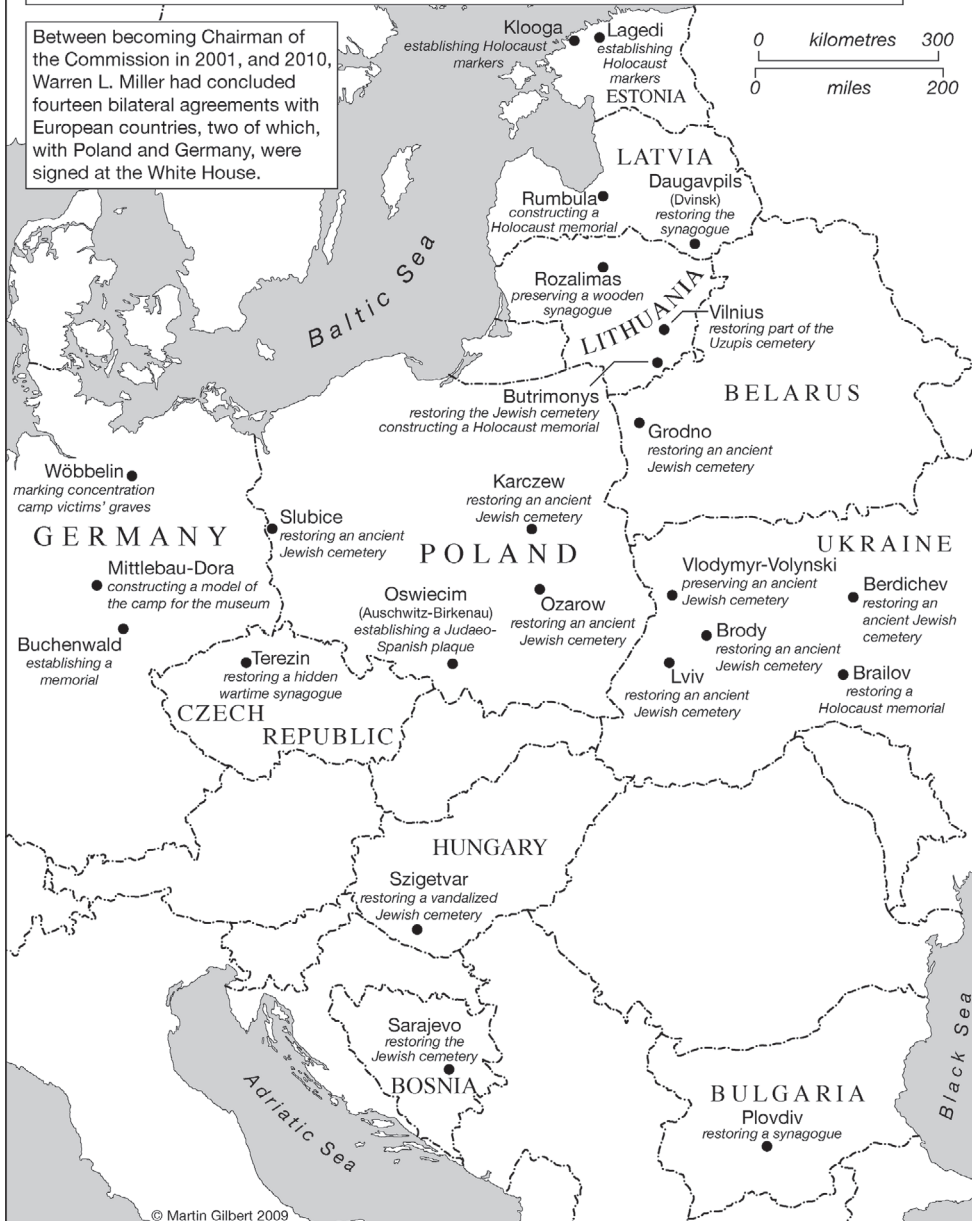 Between becoming Chairman of
the Commission in 2001, and 2010,
Warren L. Miller had concluded
fourteen bilateral agreements with
European countries, two of which,
with Poland and Germany, were
signed at the White House.
0 kilometres 300
0 miles 200
Klooga
establishing Holocaust
markers
Lagedi
establishing
Holocaust
markers
ESTONIA
LATVIA
Rumbula
constructing a
Holocaust memorial
Daugavpils
(Dvinsk)
restoring the
synagogue
Baltic Sea
Rozalimas
preserving a wooden
synagogue
LITHUANIA
Vilnius
restoring part of the
Uzupis cemetery
Butrimonys
restoring the Jewish cemetery
constructing a Holocaust memorial
BELARUS
Grodno
restoring an ancient
Jewish cemetery
Wöbbelin
marking concentration
camp victims' graves
GERMANY
Mittlebau-Dora
constructing a model of
the camp for the museum
Buchenwald
establishing a
memorial
Slubice
restoring an ancient
Jewish cemetery
Karczew
restoring an ancient
Jewish cemetery
POLAND
Oswiecim
(Auschwitz-Birkenau)
establishing a Judaeo-
Spanish plaque
Ozarow
restoring an ancient
Jewish cemetery
UKRAINE
Vlodymyr-Volynski
preserving an ancient
Jewish cemetery
Berdichev
restoring an
ancient Jewish
cemetery
Brody
restoring an ancient
Jewish cemetery
Lviv
restoring an ancient
Jewish cemetery
Brailov
restoring a
Holocaust memorial
Terezin
restoring a hidden
wartime synagogue
CZECH
REPUBLIC
HUNGARY
Szigetvar
restoring a vandalized
Jewish cemetery
Sarajevo
restoring the
Jewish cemetery
BOSNIA
Adriatic Sea
BULGARIA
Plovdiv
restoring a synagogue
Black Sea
© Martin Gilbert 2009